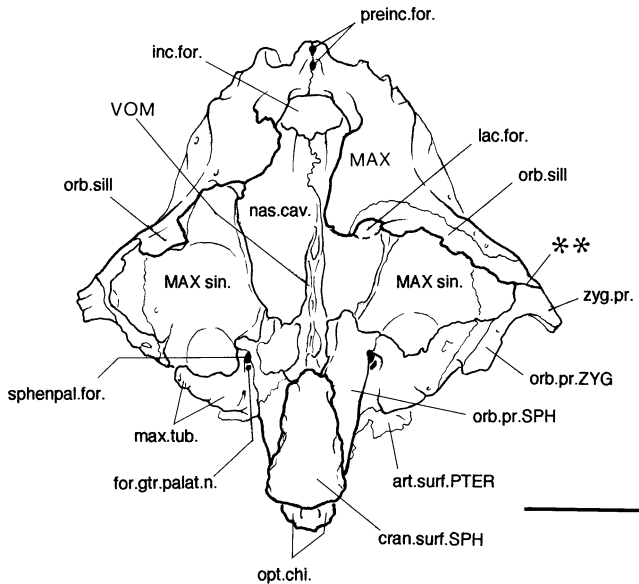 preinc.for.
inc.for.
VOM
lac.for.
MAX
orb.sill
orb.sill
nas.cav.
**
MAX sin.
MAX sin.
zyg.pr.
orb.pr.ZYG
sphenpal.for.
orb.pr.SPH
max.tub.
art.surf.PTER
for.gtr.palat.n.
cran.surf.SPH
opt.chi.